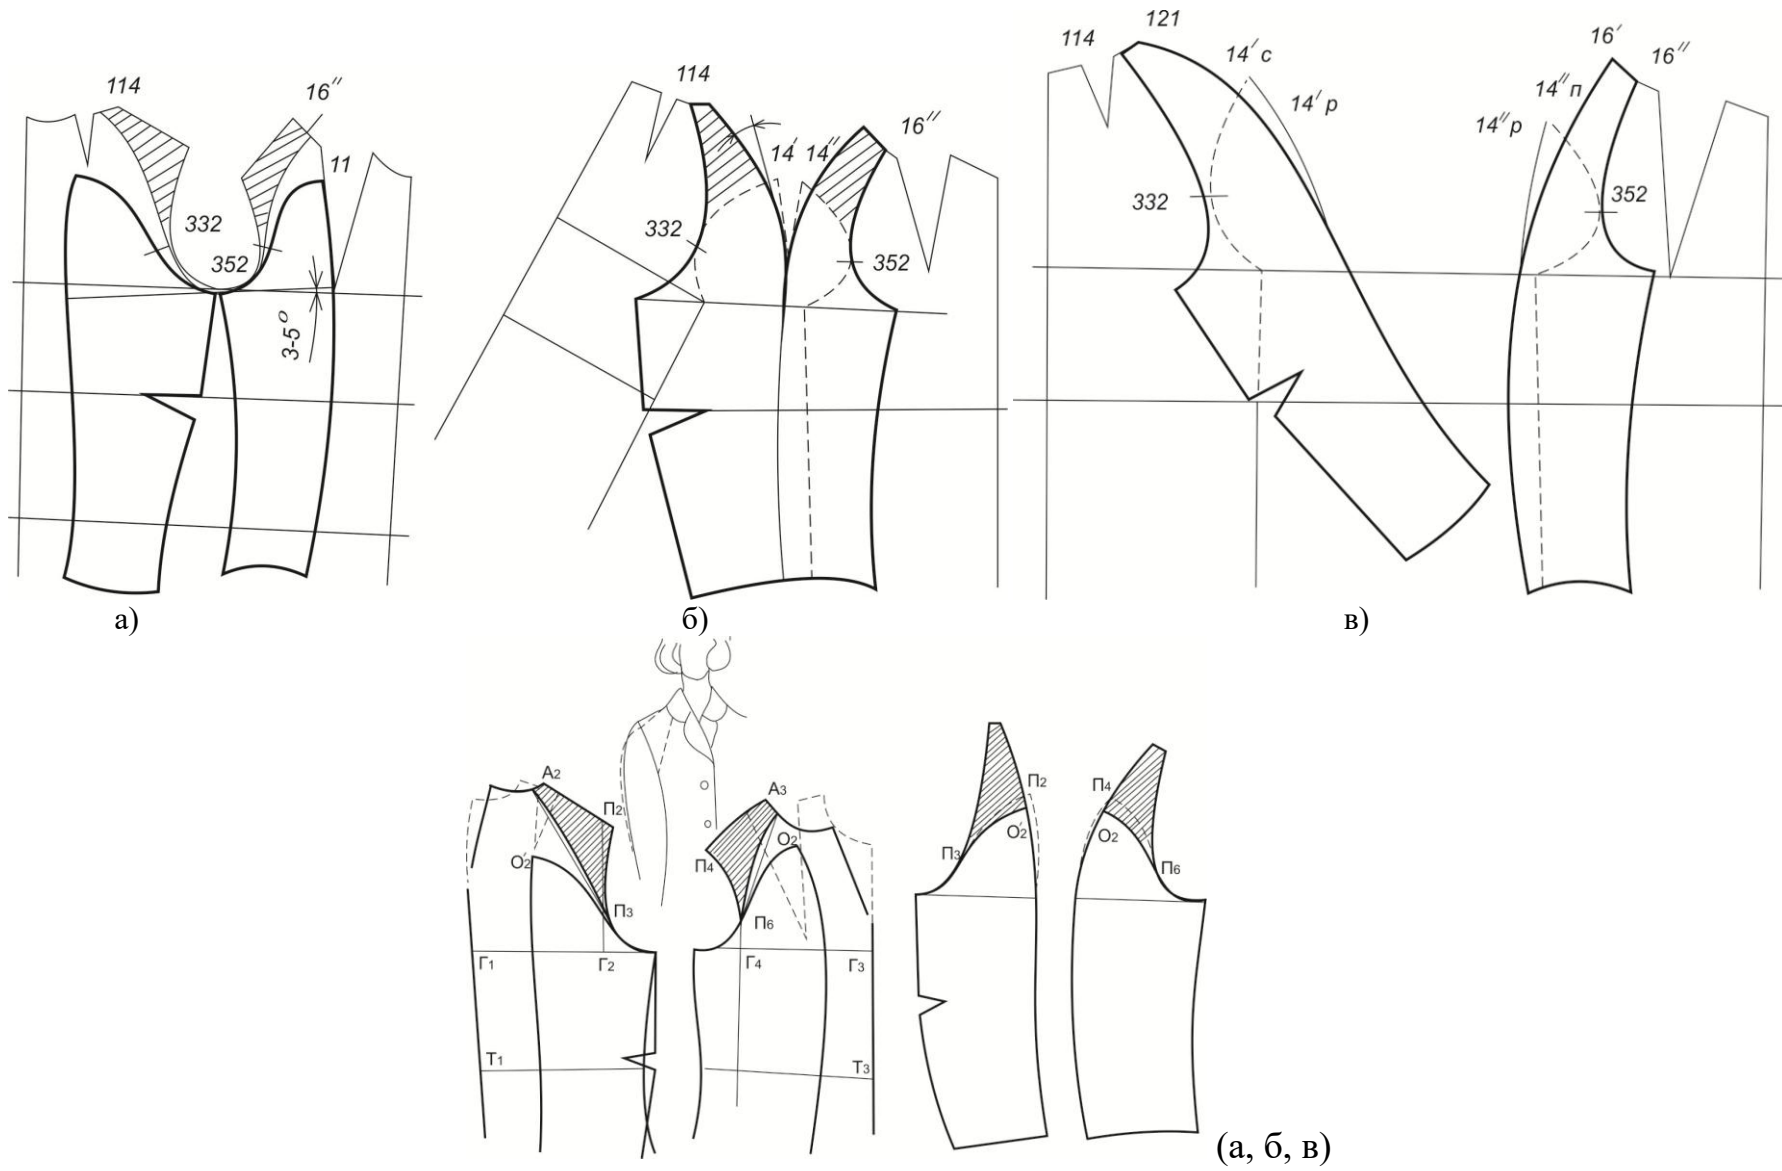 114
16″
11
332
352
3-5°
а)
114
14′ 14″
16″
332
352
б)
114
121
14′ с
14′ р
332
16′
16″
14″ п
14″ р
352
в)
А2
П2
О′2
П3
Г1
Г2
Т1
А3
О2
П4
П6
Г4
Г3
Т3
П2
О′2
П3
П4
О2
П6
(а, б, в)